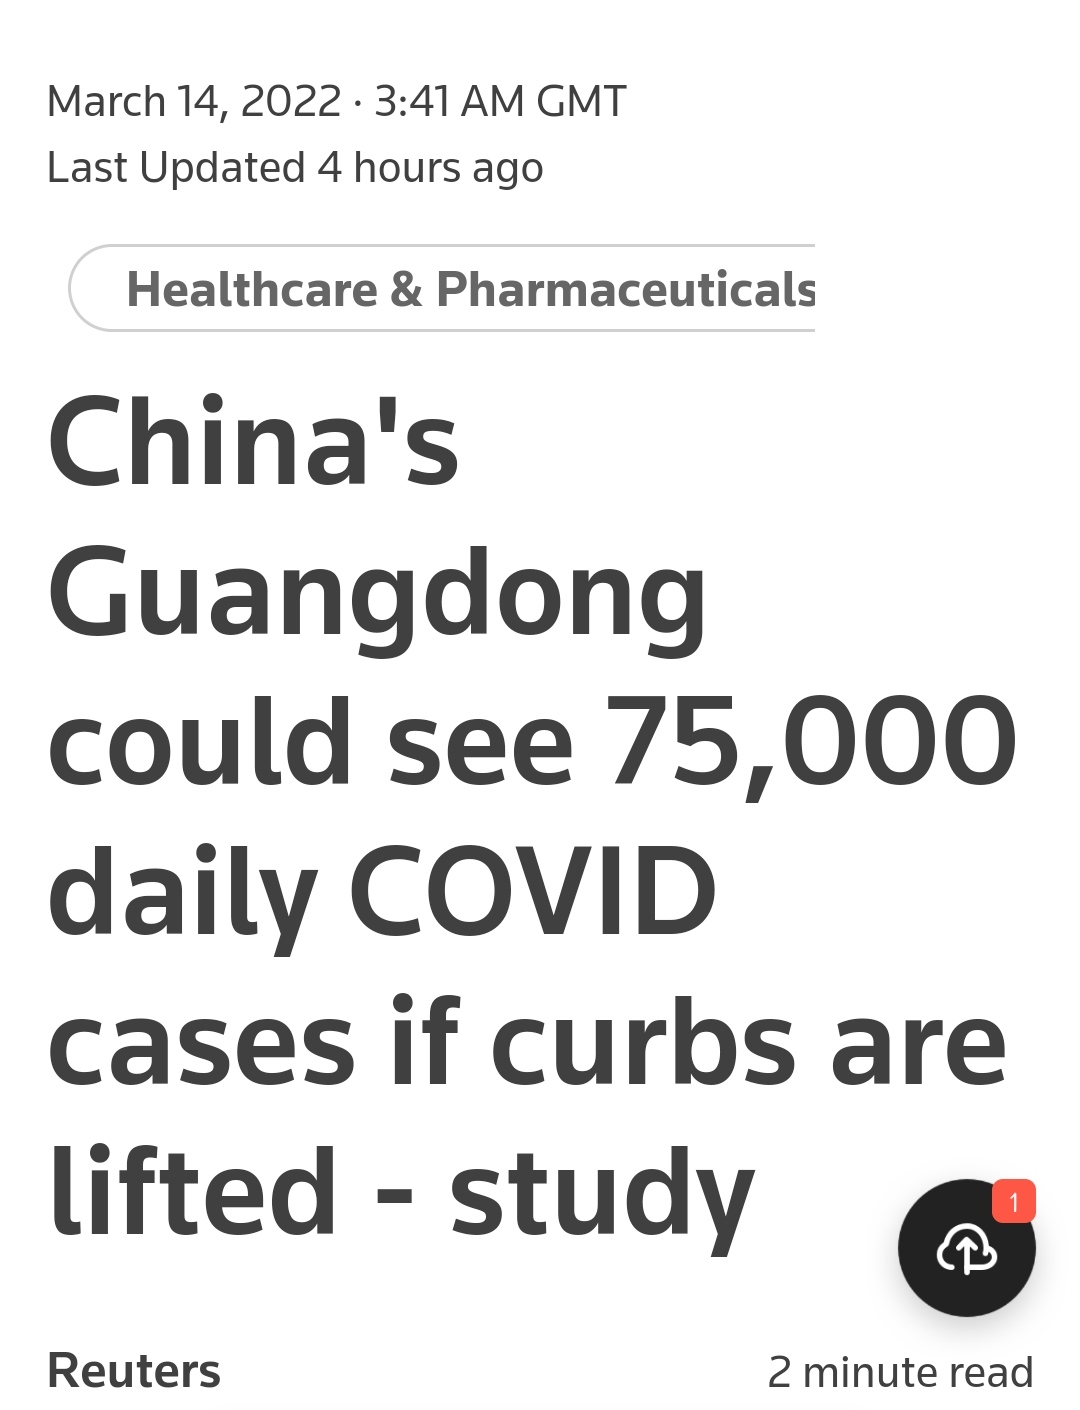 March 14, 2022 · 3:41 AM GMT
Last Updated 4 hours ago
Healthcare & Pharmaceuticals
China's
Guangdong
could see 75,000
daily COVID
cases if curbs are
lifted - study
1
Reuters
2 minute read